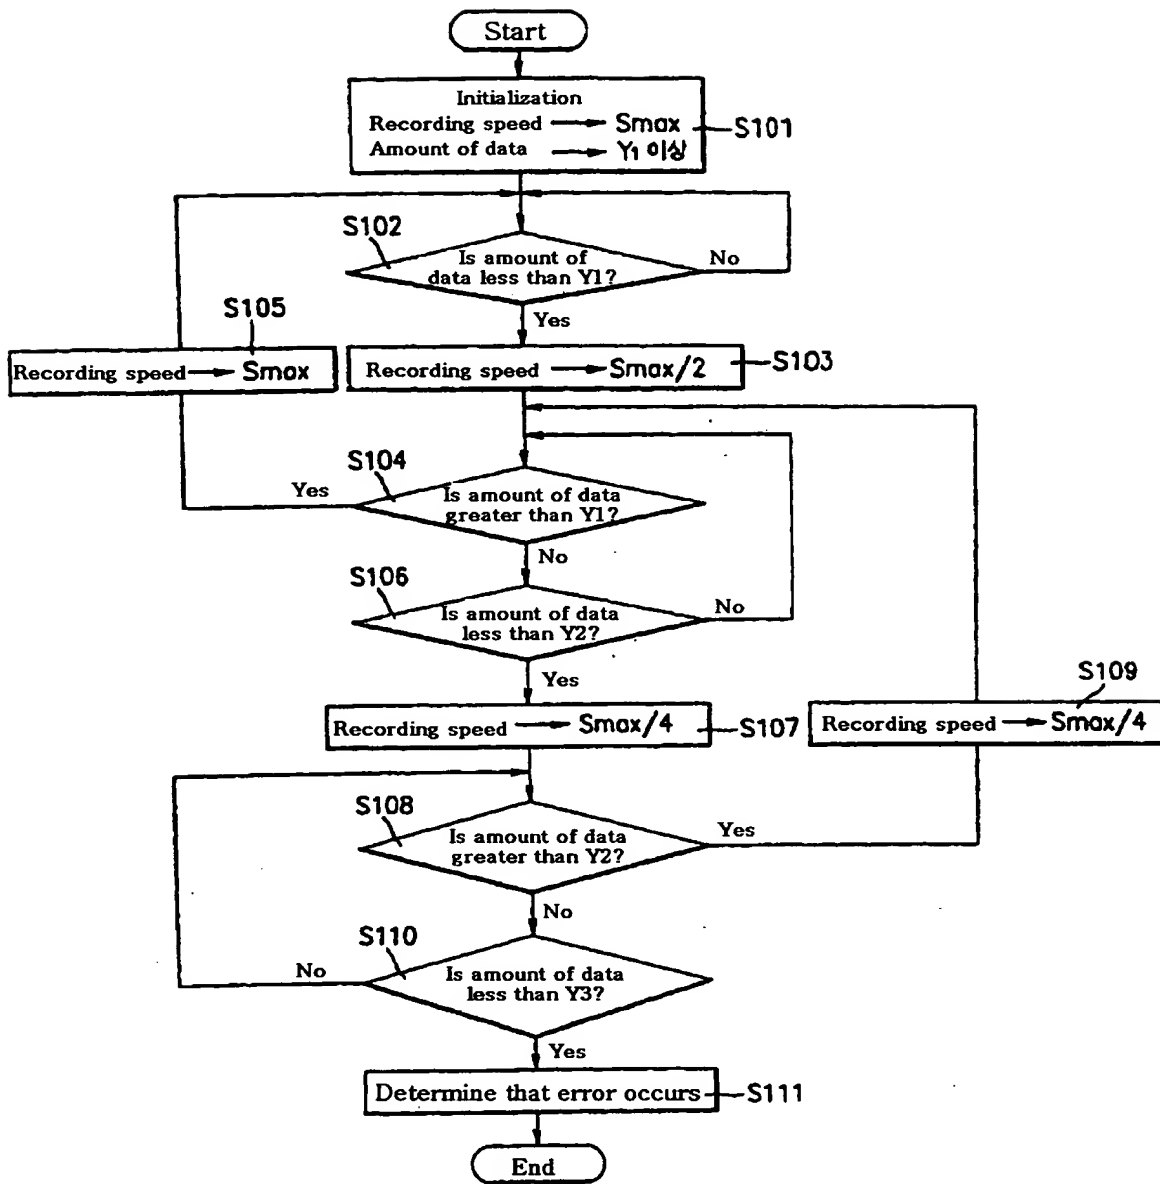 Start
Initialization
Recording speed → Smax
Amount of data → Y1 이상
S101
S102
Is amount of
data less than Y1?
No
Yes
S105
Recording speed → Smax
Recording speed → Smax/2
S103
S104
Yes
Is amount of data
greater than Y1?
No
S106
Is amount of data
less than Y2?
No
Yes
S109
Recording speed → Smax/4
S107
Recording speed → Smax/4
S108
Is amount of data
greater than Y2?
Yes
No
S110
No
Is amount of data
less than Y3?
Yes
Determine that error occurs
S111
End